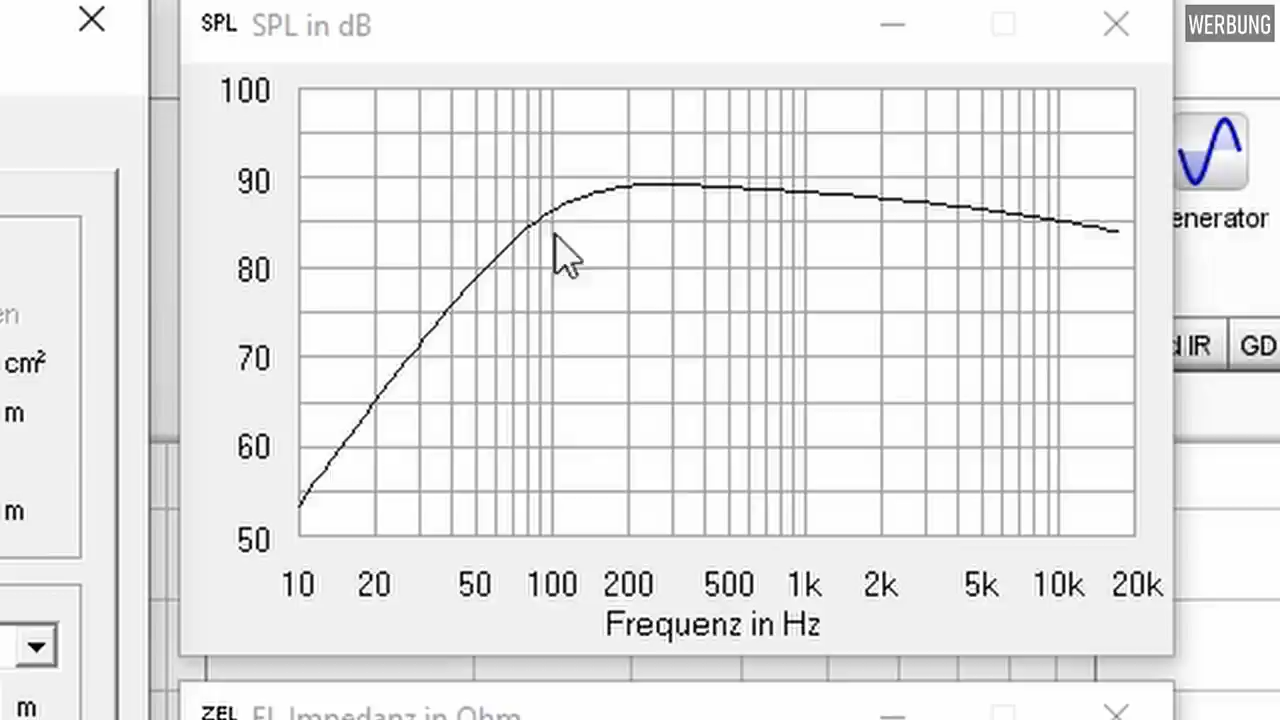 SPL SPL in dB
WERBUNG
100
90
80
70
60
50
10 20 50 100 200 500 1k 2k 5k 10k 20k
Frequenz in Hz
enerator
IR GD
en
cm²
m
m
m
ZEL El. Impedanz in Ohm